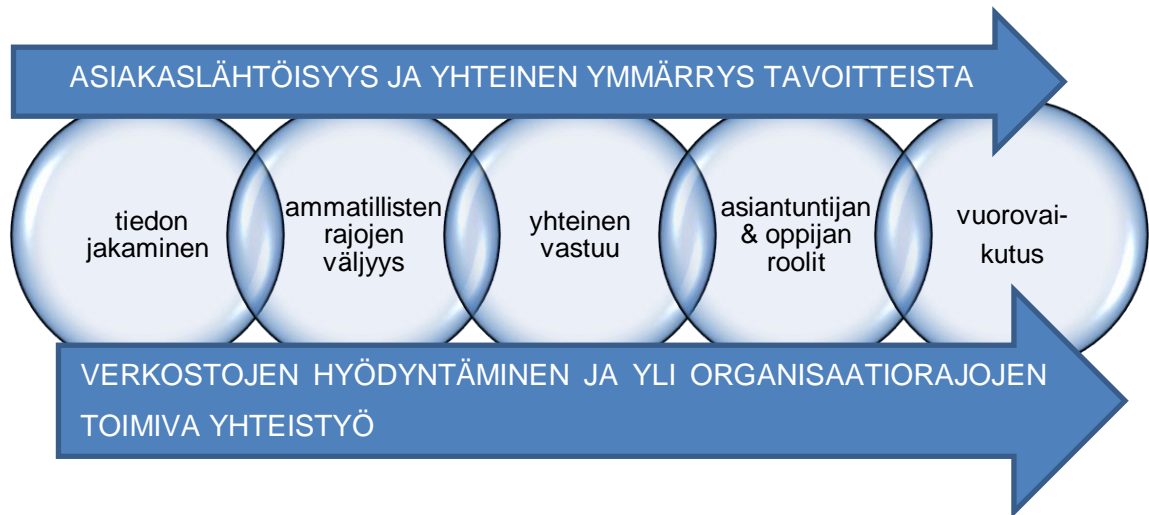 ASIAKASLÄHTÖISYYS JA YHTEINEN YMMÄRRYS TAVOITTEISTA
tiedon
jakaminen
ammatillisten
rajojen
väljyys
yhteinen
vastuu
asiantuntijan
& oppijan
roolit
vuorovai-
kutus
VERKOSTOJEN HYÖDYNTÄMINEN JA YLI ORGANISAATIORAJOJEN
TOIMIVA YHTEISTYÖ